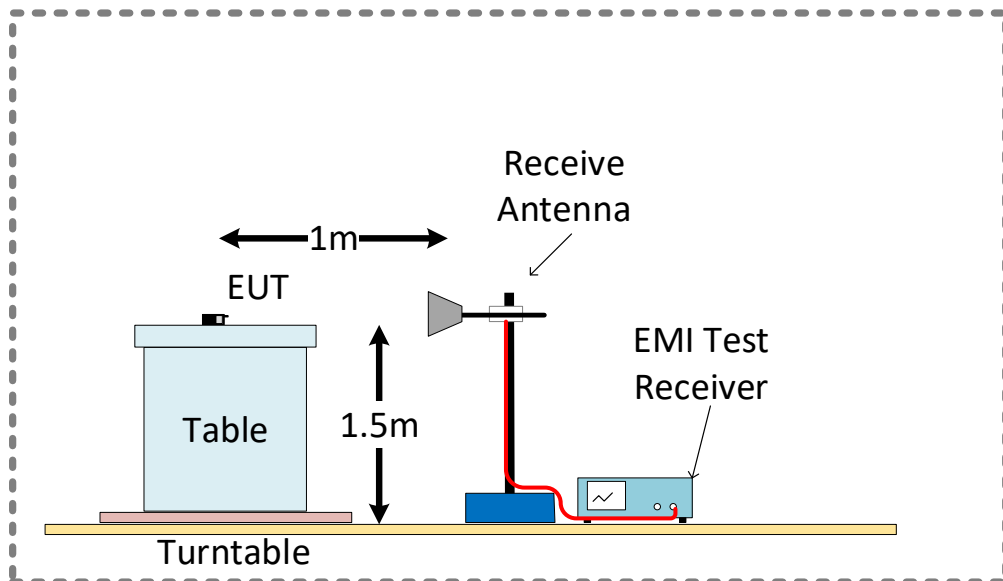 Receive
Antenna
1m
EUT
EMI Test
Receiver
Table
1.5m
Turntable